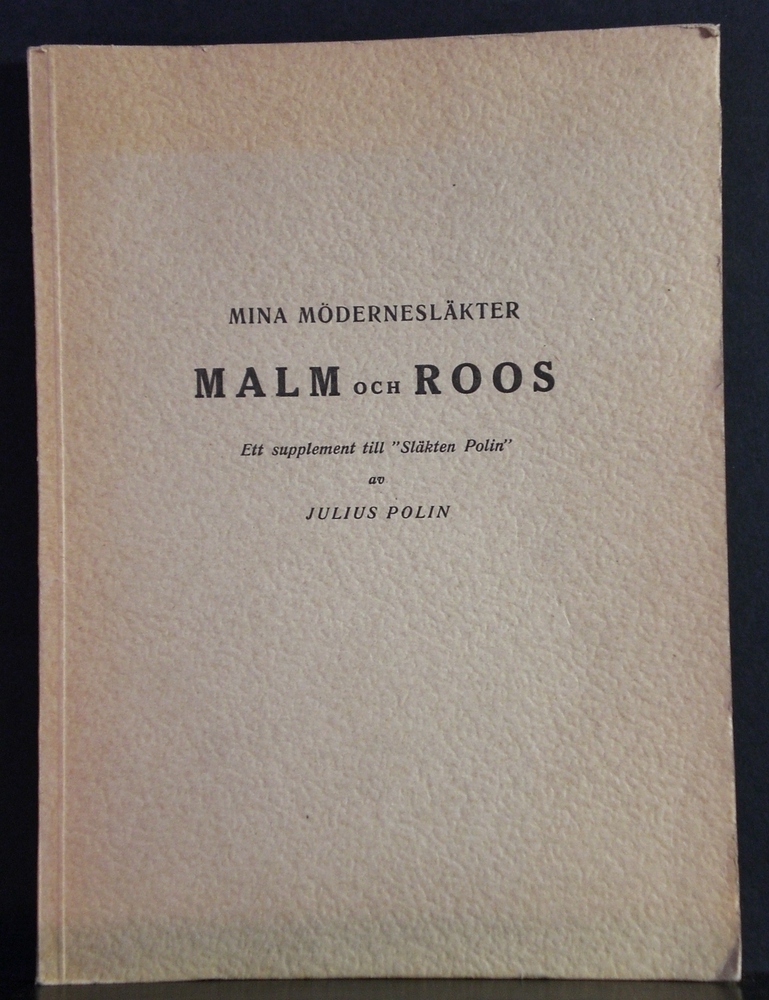 MINA MÖDERNESLÄKTER
MALM OCH ROOS
Ett supplement till ”Släkten Polin”
av
JULIUS POLIN